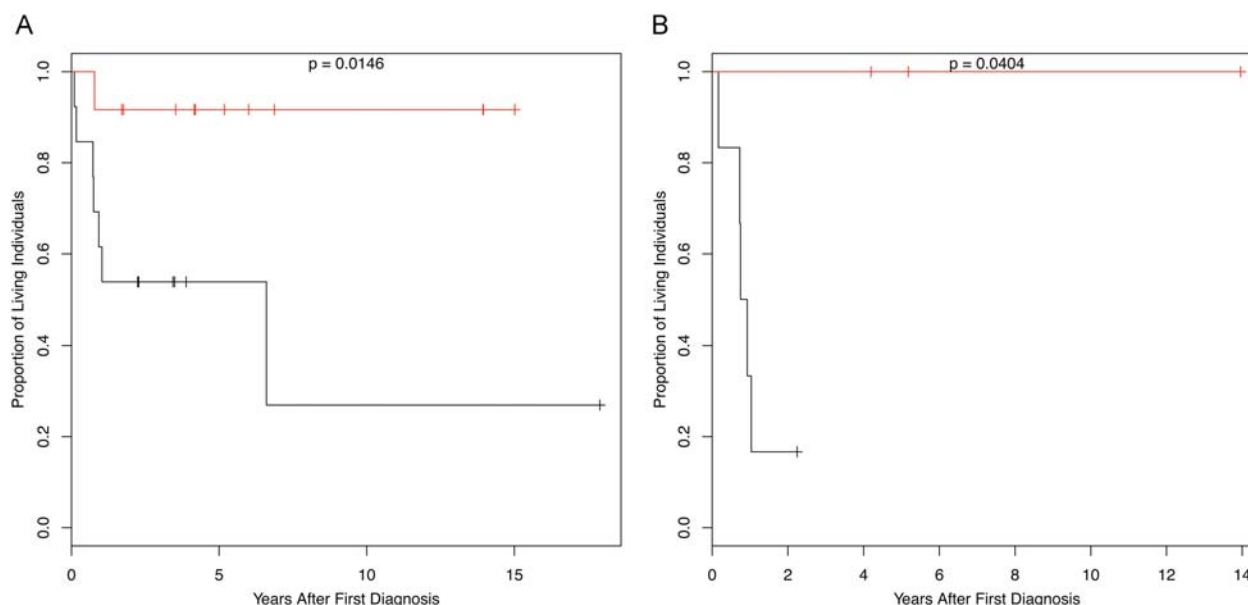 A
p = 0.0146
Proportion of Living Individuals
1.0
0.8
0.6
0.4
0.2
0.0
0 5 10 15
Years After First Diagnosis
B
p = 0.0404
Proportion of Living Individuals
1.0
0.8
0.6
0.4
0.2
0.0
0 2 4 6 8 10 12 14
Years After First Diagnosis